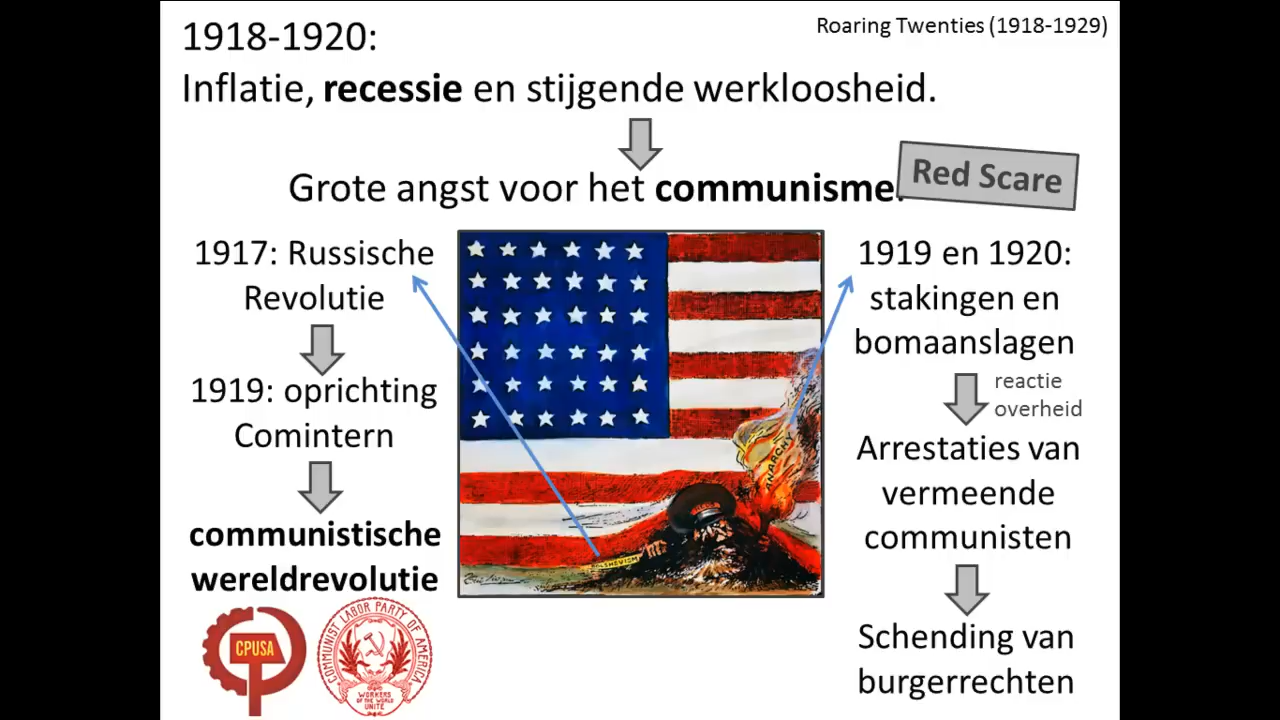 Roaring Twenties (1918-1929)
1918-1920:
Inflatie, recessie en stijgende werkloosheid.
Grote angst voor het communisme.
Red Scare
1917: Russische
Revolutie
1919: oprichting
Comintern
communistische
wereldrevolutie
CPUSA
COMMUNIST LABOR PARTY OF AMERICA
WORKERS
OF THE WORLD
UNITE
ANARCHY
BOLSHEVISM
1919 en 1920:
stakingen en
bomaanslagen
reactie
overheid
Arrestaties van
vermeende
communisten
Schending van
burgerrechten